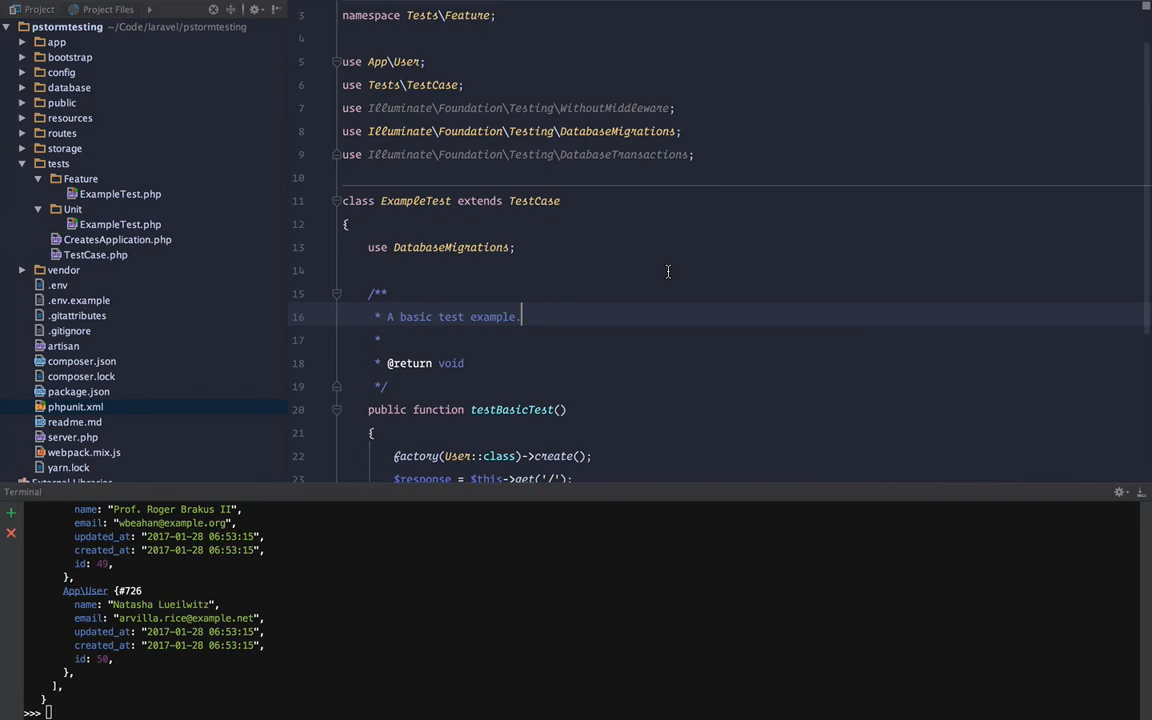 Project
Project Files
pstormtesting ~/Code/laravel/pstormtesting
app
bootstrap
config
database
public
resources
routes
storage
tests
Feature
ExampleTest.php
Unit
ExampleTest.php
CreatesApplication.php
TestCase.php
vendor
.env
.env.example
.gitattributes
.gitignore
artisan
composer.json
composer.lock
package.json
phpunit.xml
readme.md
server.php
webpack.mix.js
yarn.lock
External Libraries
3 namespace Tests\Feature;
4
5 use App\User;
6 use Tests\TestCase;
7 use Illuminate\Foundation\Testing\WithoutMiddleware;
8 use Illuminate\Foundation\Testing\DatabaseMigrations;
9 use Illuminate\Foundation\Testing\DatabaseTransactions;
10
11 class ExampleTest extends TestCase
12 {
13 use DatabaseMigrations;
14
15 /**
16 * A basic test example.
17 *
18 * @return void
19 */
20 public function testBasicTest()
21 {
22 factory(User::class)->create();
23 $response = $this->get('/');
Terminal
name: "Prof. Roger Brakus II",
email: "wbeahan@example.org",
updated_at: "2017-01-28 06:53:15",
created_at: "2017-01-28 06:53:15",
id: 49,
},
App\User {#726
name: "Natasha Lueilwitz",
email: "arvilla.rice@example.net",
updated_at: "2017-01-28 06:53:15",
created_at: "2017-01-28 06:53:15",
id: 50,
},
],
}
>>>